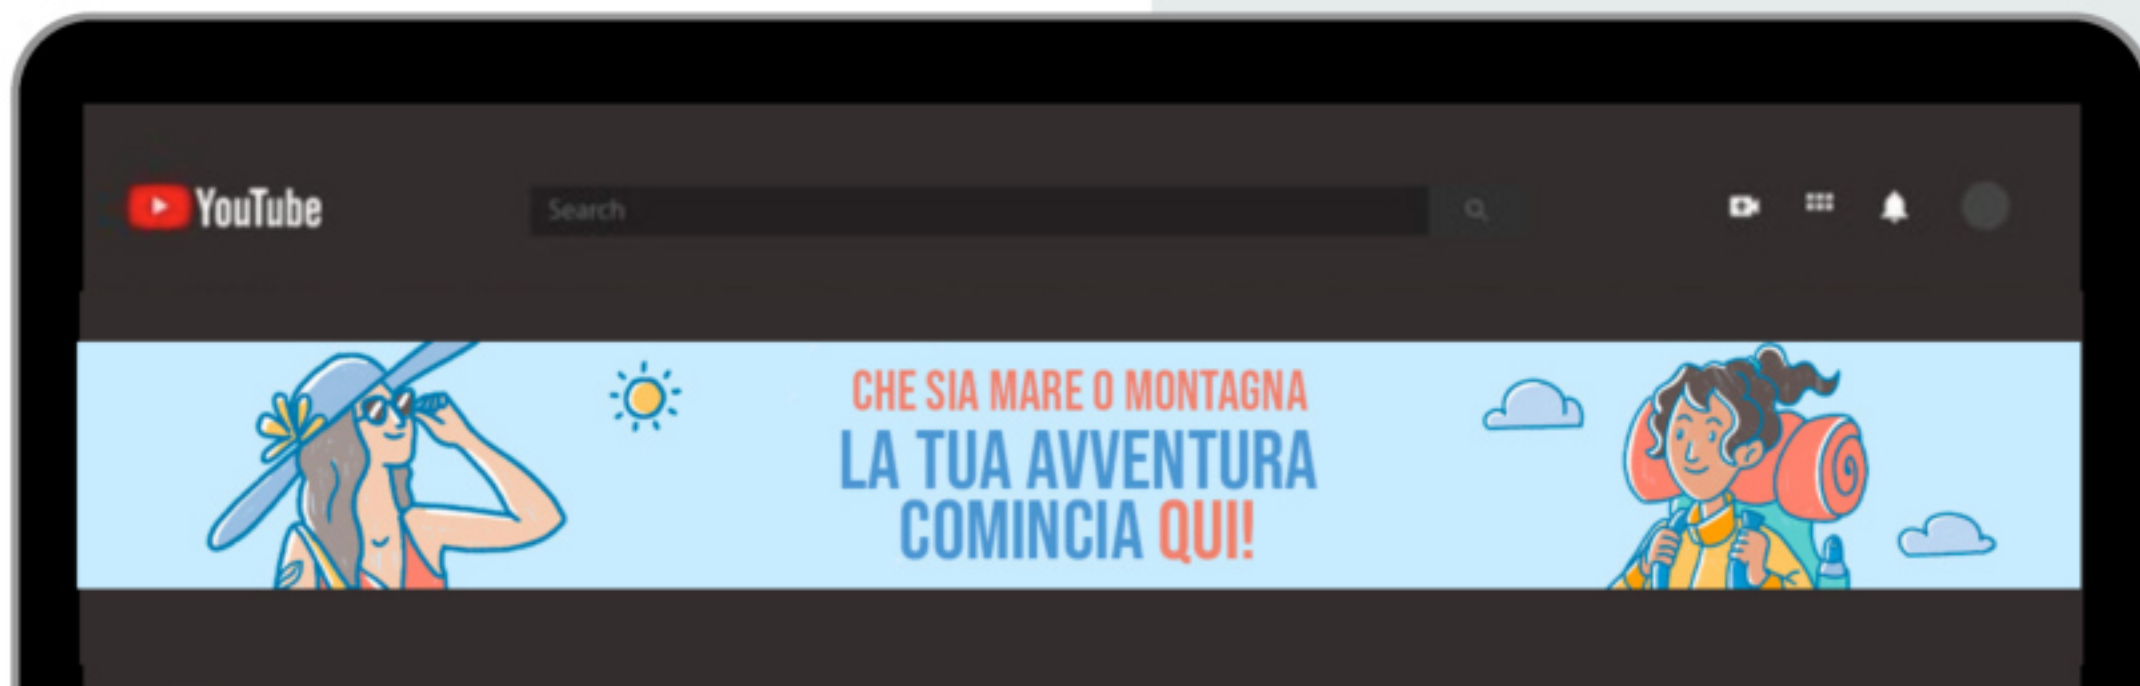 YouTube
Search
CHE SIA MARE O MONTAGNA
LA TUA AVVENTURA
COMINCIA QUI!